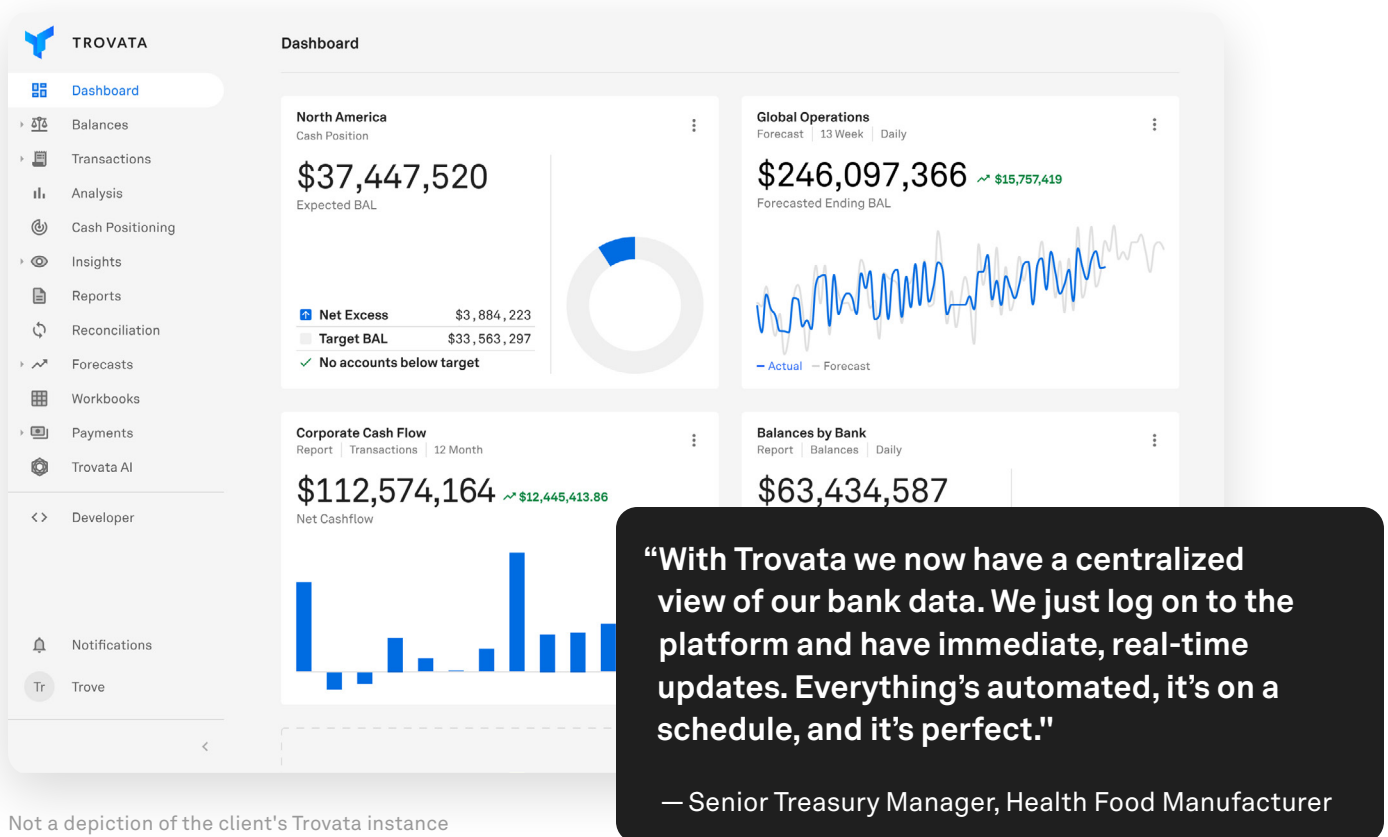 TROVATA
Dashboard
Balances
Transactions
Analysis
Cash Positioning
Insights
Reports
Reconciliation
Forecasts
Workbooks
Payments
Trovata AI
Developer
Notifications
Tr Trove
Dashboard
North America
Cash Position
$37,447,520
Expected BAL
Net Excess $3,884,223
Target BAL $33,563,297
No accounts below target
Global Operations
Forecast | 13 Week | Daily
$246,097,366 $15,757,419
Forecasted Ending BAL
Actual Forecast
Corporate Cash Flow
Report | Transactions | 12 Month
$112,574,164 $12,445,413.86
Net Cashflow
Balances by Bank
Report | Balances | Daily
$63,434,587
“With Trovata we now have a centralized
view of our bank data. We just log on to the
platform and have immediate, real-time
updates. Everything’s automated, it’s on a
schedule, and it’s perfect."
— Senior Treasury Manager, Health Food Manufacturer
Not a depiction of the client's Trovata instance